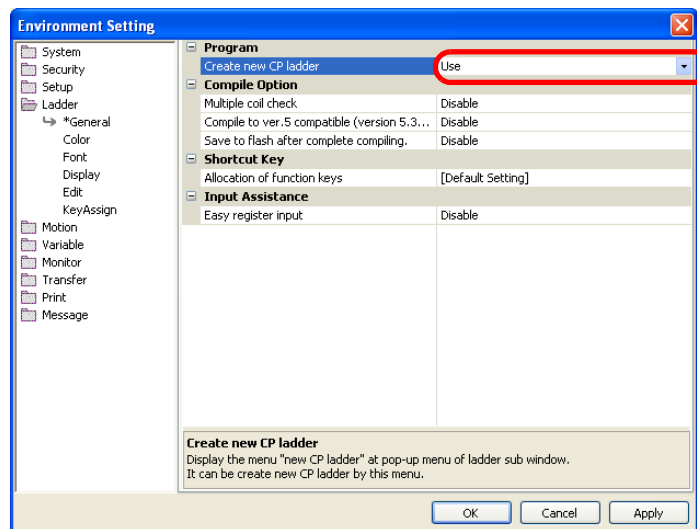 Environment Setting
System
Security
Setup
Ladder
*General
Color
Font
Display
Edit
KeyAssign
Motion
Variable
Monitor
Transfer
Print
Message
Program
Create new CP ladder Use
Compile Option
Multiple coil check Disable
Compile to ver.5 compatible (version 5.3... Disable
Save to flash after complete compiling. Disable
Shortcut Key
Allocation of function keys [Default Setting]
Input Assistance
Easy register input Disable
Create new CP ladder
Display the menu "new CP ladder" at pop-up menu of ladder sub window.
It can be create new CP ladder by this menu.
OK Cancel Apply